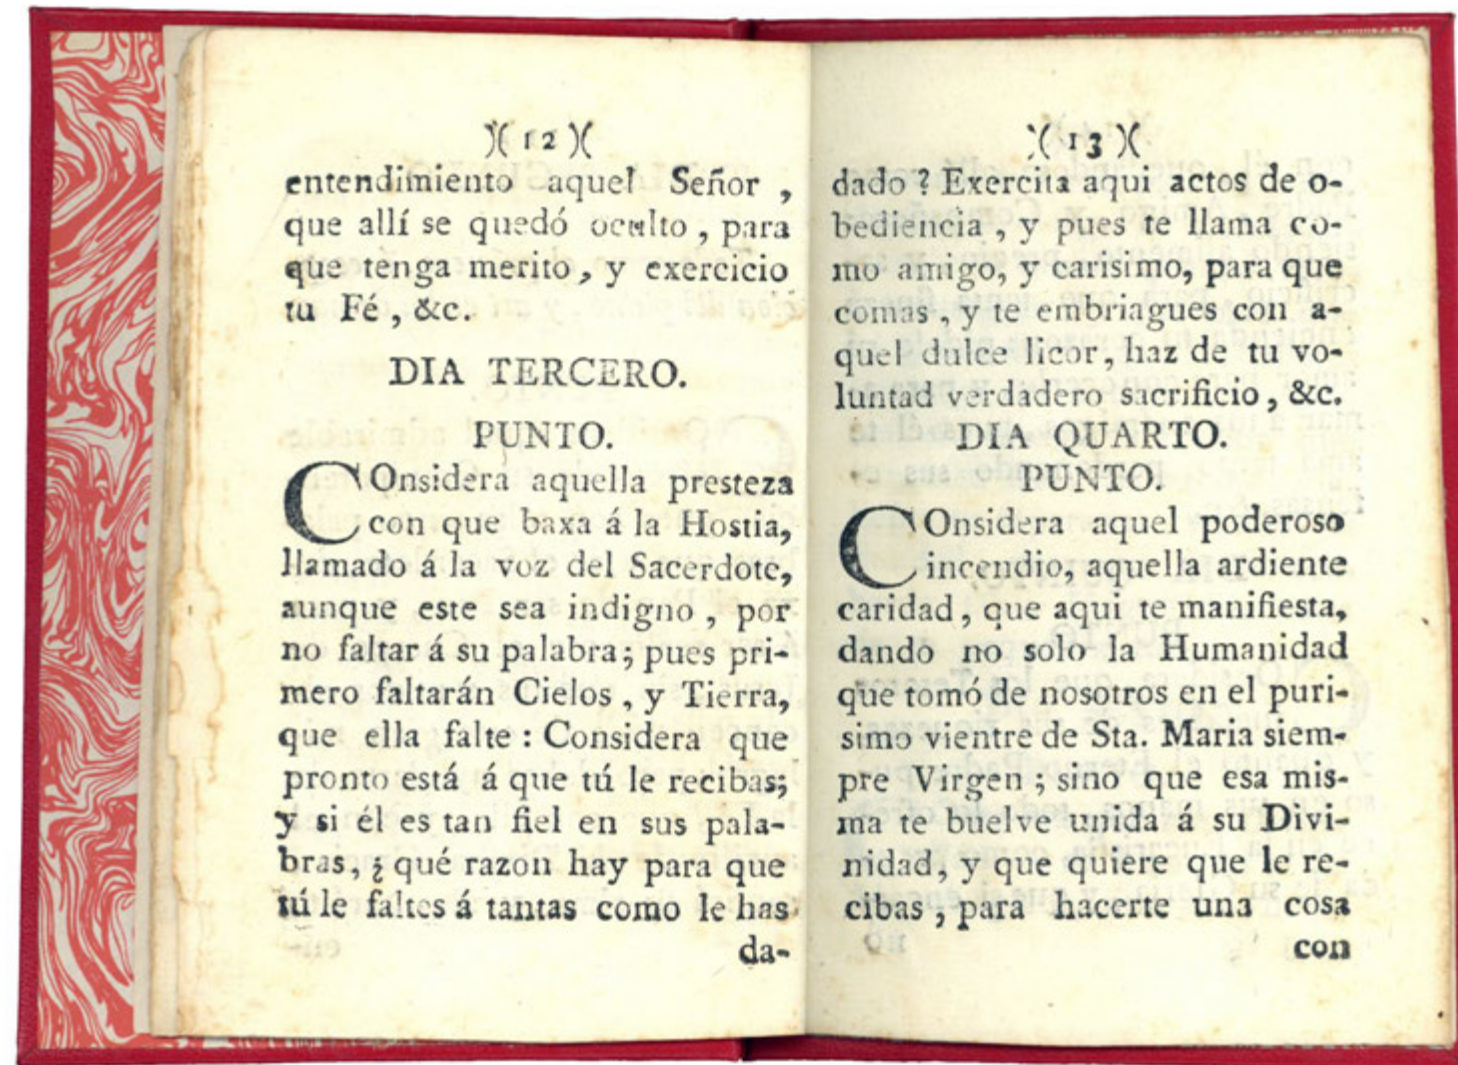 )( 12 )(
entendimiento aquel Señor ,
que allí se quedó oculto , para
que tenga merito , y exercicio
tu Fé , &c.
DIA TERCERO.
PUNTO.
COnsidera aquella presteza
con que baxa á la Hostia,
llamado á la voz del Sacerdote,
aunque este sea indigno , por
no faltar á su palabra; pues pri-
mero faltarán Cielos , y Tierra,
que ella falte : Considera que
pronto está á que tú le recibas;
y si él es tan fiel en sus pala-
bras, ¿ qué razon hay para que
tú le faltes á tantas como le has
da-
)( 13 )(
dado ? Exercita aqui actos de o-
bediencia , y pues te llama co-
mo amigo, y carisimo, para que
comas , y te embriagues con a-
quel dulce licor, haz de tu vo-
luntad verdadero sacrificio , &c.
DIA QUARTO.
PUNTO.
COnsidera aquel poderoso
incendio, aquella ardiente
caridad, que aqui te manifiesta,
dando no solo la Humanidad
que tomó de nosotros en el puri-
simo vientre de Sta. Maria siem-
pre Virgen ; sino que esa mis-
ma te buelve unida á su Divi-
nidad, y que quiere que le re-
cibas , para hacerte una cosa
con